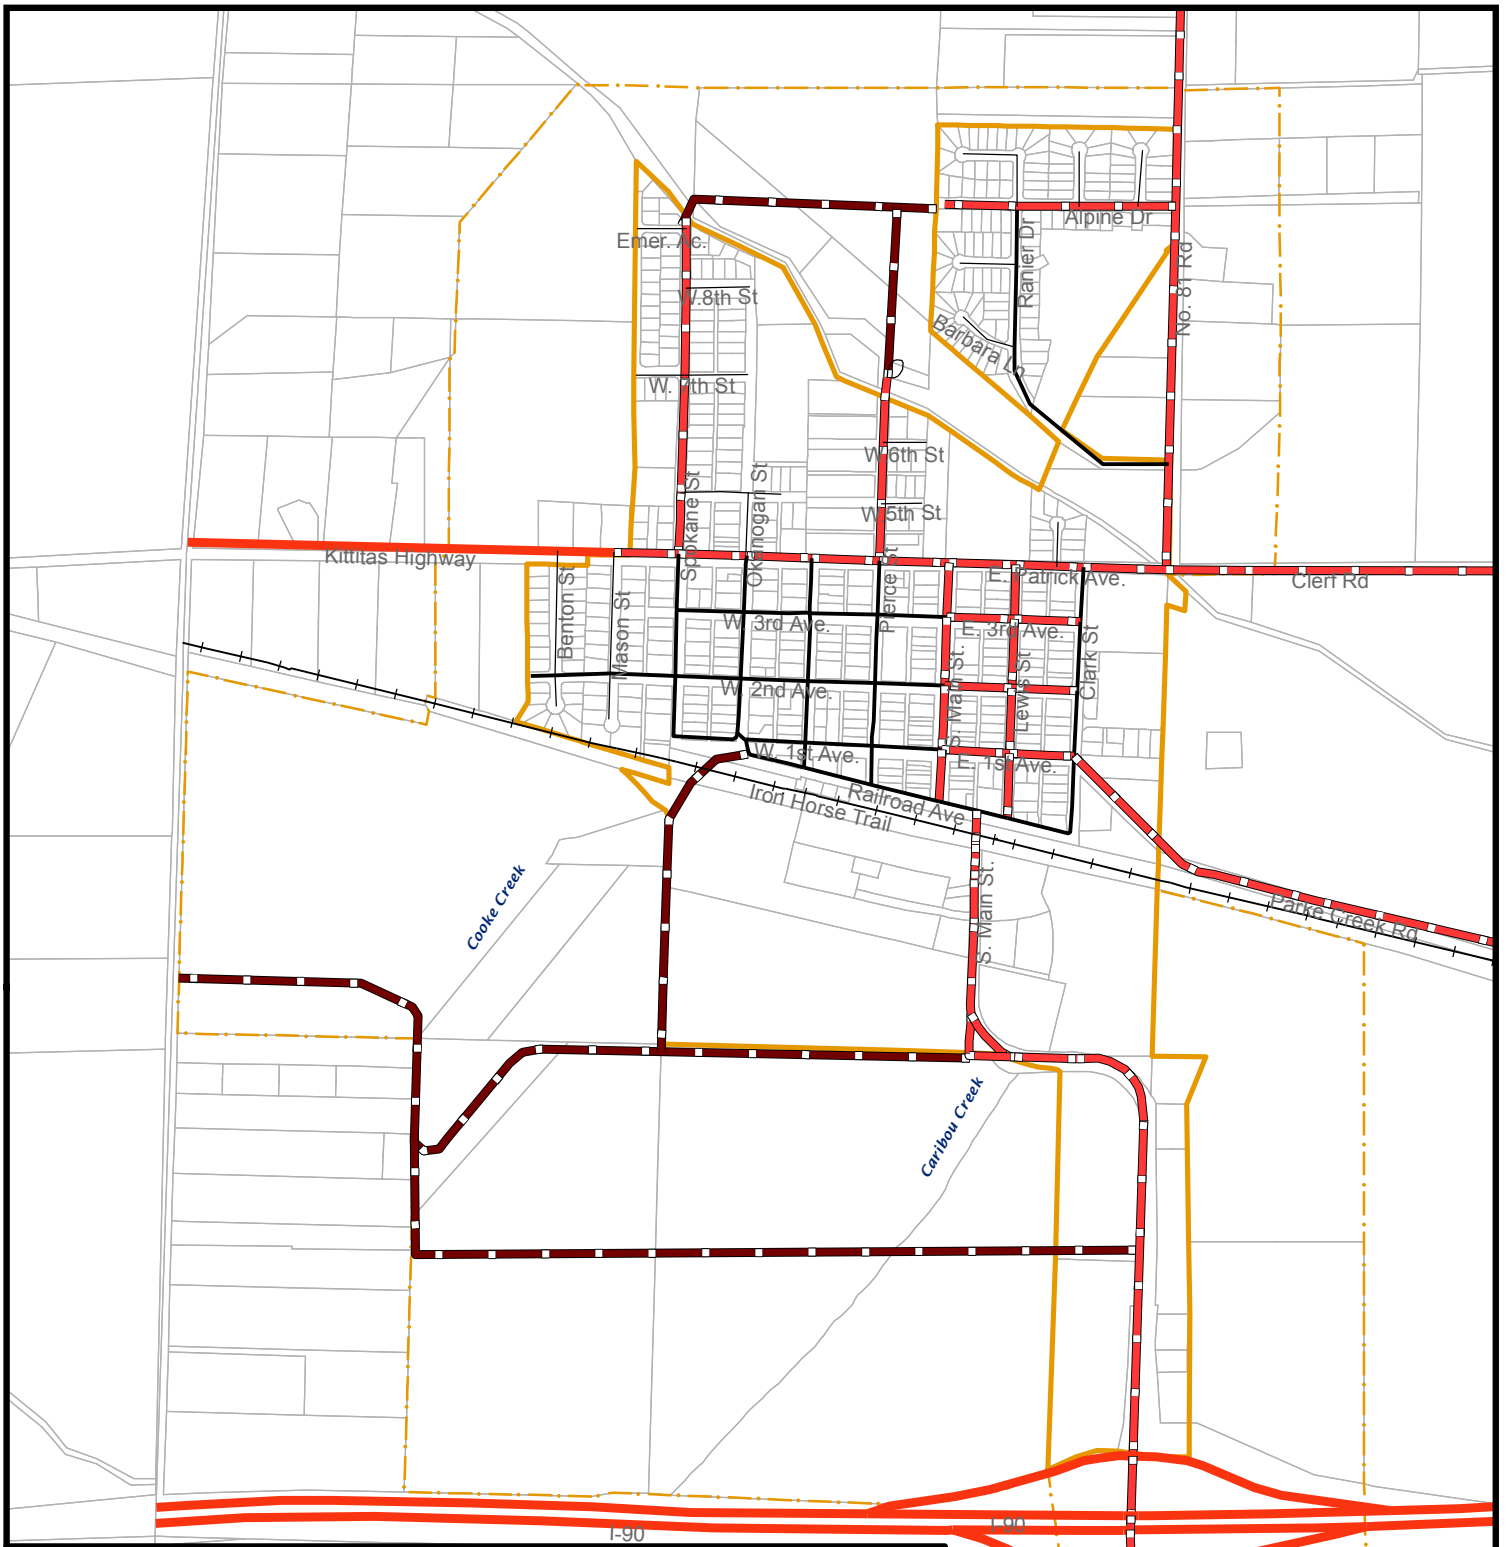 Alpine Dr
Emer. Ac.
Ranier Dr
No. 81 Rd
W.8th St
Barbara Ln
W. 7th St
W.6th St
Spokane St
Okanogan St
W.5th St
Kittitas Highway
E. Patrick Ave.
Clerf Rd
Pierce St
Benton St
Mason St
W. 3rd Ave.
E. 3rd Ave.
Clark St
W. 2nd Ave.
S. Main St.
Lewis St
W. 1st Ave.
E. 1st Ave.
Railroad Ave
Iron Horse Trail
S. Main St.
Cooke Creek
Parke Creek Rd
Caribou Creek
I-90
I-90